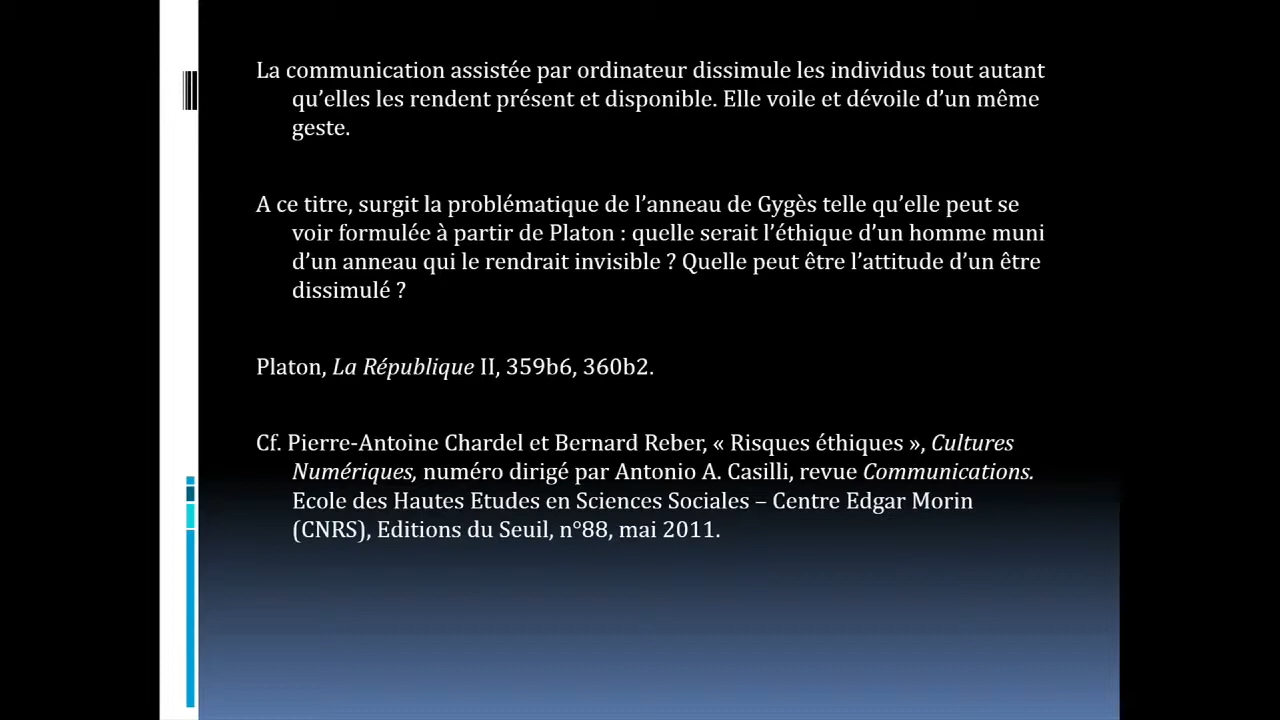 La communication assistée par ordinateur dissimule les individus tout autant
qu’elles les rendent présent et disponible. Elle voile et dévoile d’un même
geste.
A ce titre, surgit la problématique de l’anneau de Gygès telle qu’elle peut se
voir formulée à partir de Platon : quelle serait l’éthique d’un homme muni
d’un anneau qui le rendrait invisible ? Quelle peut être l’attitude d’un être
dissimulé ?
Platon, La République II, 359b6, 360b2.
Cf. Pierre-Antoine Chardel et Bernard Reber, « Risques éthiques », Cultures
Numériques, numéro dirigé par Antonio A. Casilli, revue Communications.
Ecole des Hautes Etudes en Sciences Sociales – Centre Edgar Morin
(CNRS), Editions du Seuil, n°88, mai 2011.